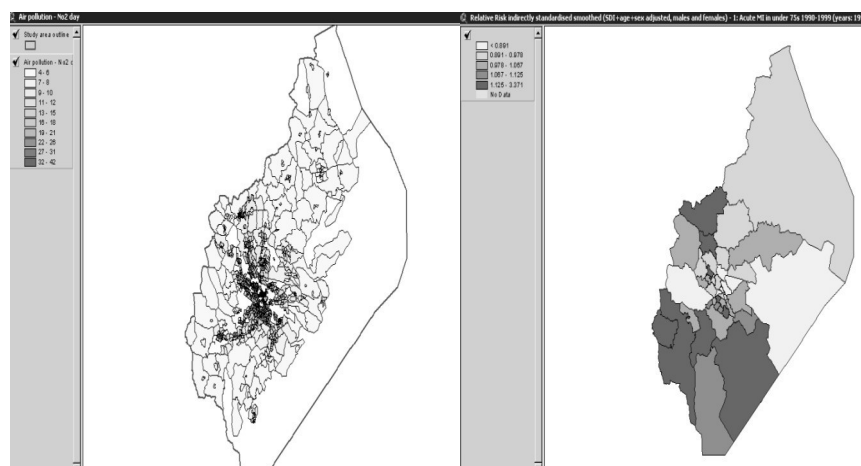 Air pollution - No2 day
Study area outline
Air pollution - No2 d
4 - 6
7 - 8
9 - 10
11 - 12
13 - 15
16 - 18
19 - 21
22 - 26
27 - 31
32 - 42
Relative Risk indirectly standardised smoothed (SDI+age+sex adjusted, males and females) - 1: Acute MI in under 75s 1990-1999 (years: 19
< 0.891
0.891 - 0.978
0.978 - 1.067
1.067 - 1.125
1.125 - 3.371
No Data